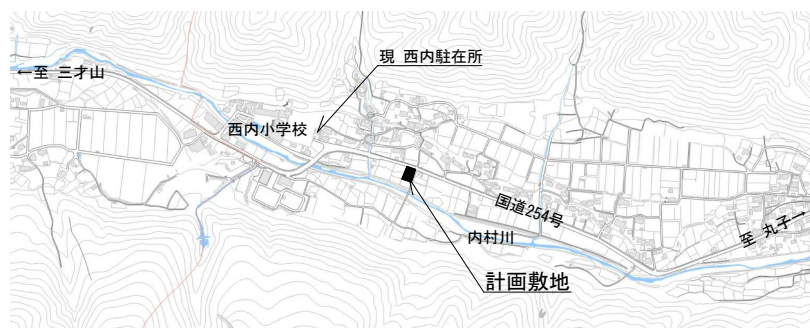 現 西内駐在所
←至 三才山
西内小学校
国道254号
至 丸子→
内村川
計画敷地